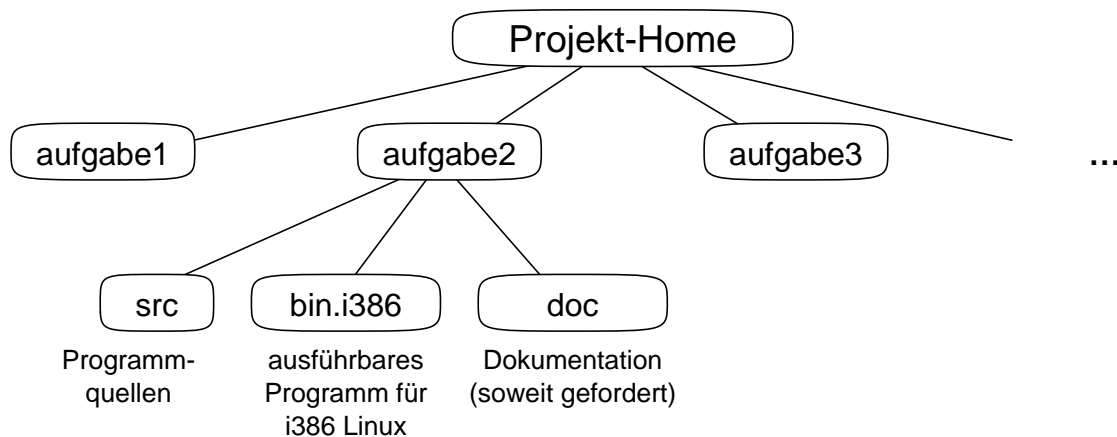 Projekt-Home
aufgabe1
aufgabe2
aufgabe3
...
src
bin.i386
doc
Programm-
quellen
ausführbares
Programm für
i386 Linux
Dokumentation
(soweit gefordert)